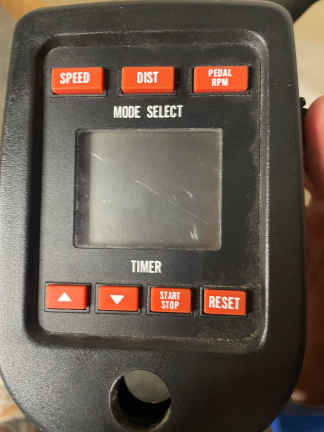 SPEED DIST PEDAL
RPM
MODE SELECT
TIMER
START
STOP RESET